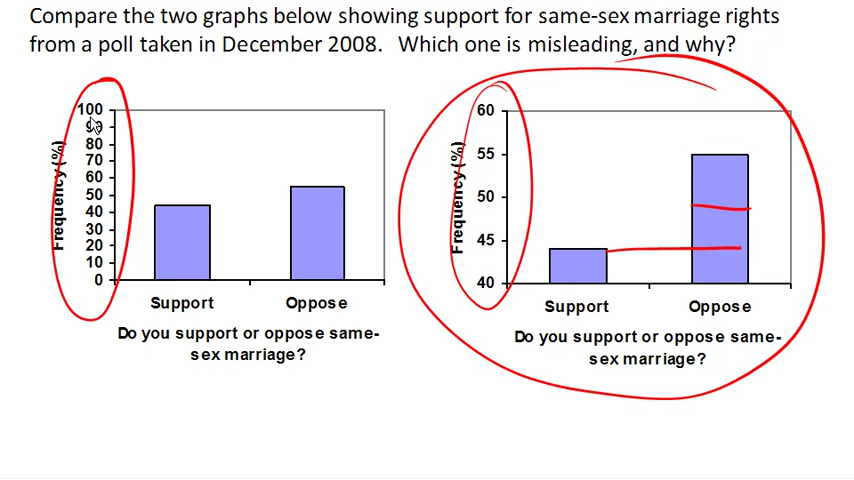 Compare the two graphs below showing support for same-sex marriage rights
from a poll taken in December 2008. Which one is misleading, and why?
Frequency (%)
100
90
80
70
60
50
40
30
20
10
0
Support Oppose
Do you support or oppose same-
sex marriage?
Frequency (%)
60
55
50
45
40
Support Oppose
Do you support or oppose same-
sex marriage?